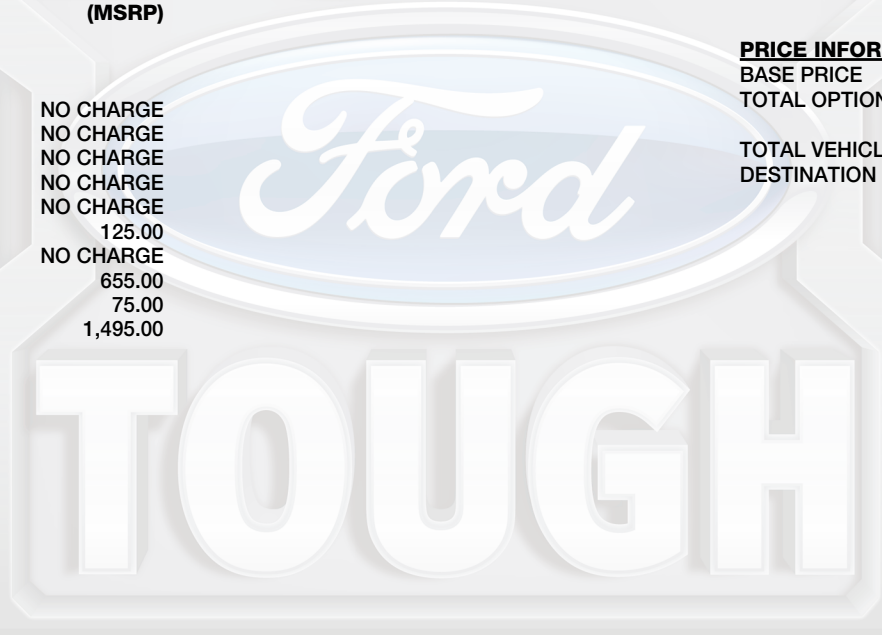 (MSRP)
NO CHARGE
NO CHARGE
NO CHARGE
NO CHARGE
NO CHARGE
125.00
NO CHARGE
655.00
75.00
1,495.00
PRICE INFOR
BASE PRICE
TOTAL OPTION
TOTAL VEHICL
DESTINATION
Ford
TOUGH